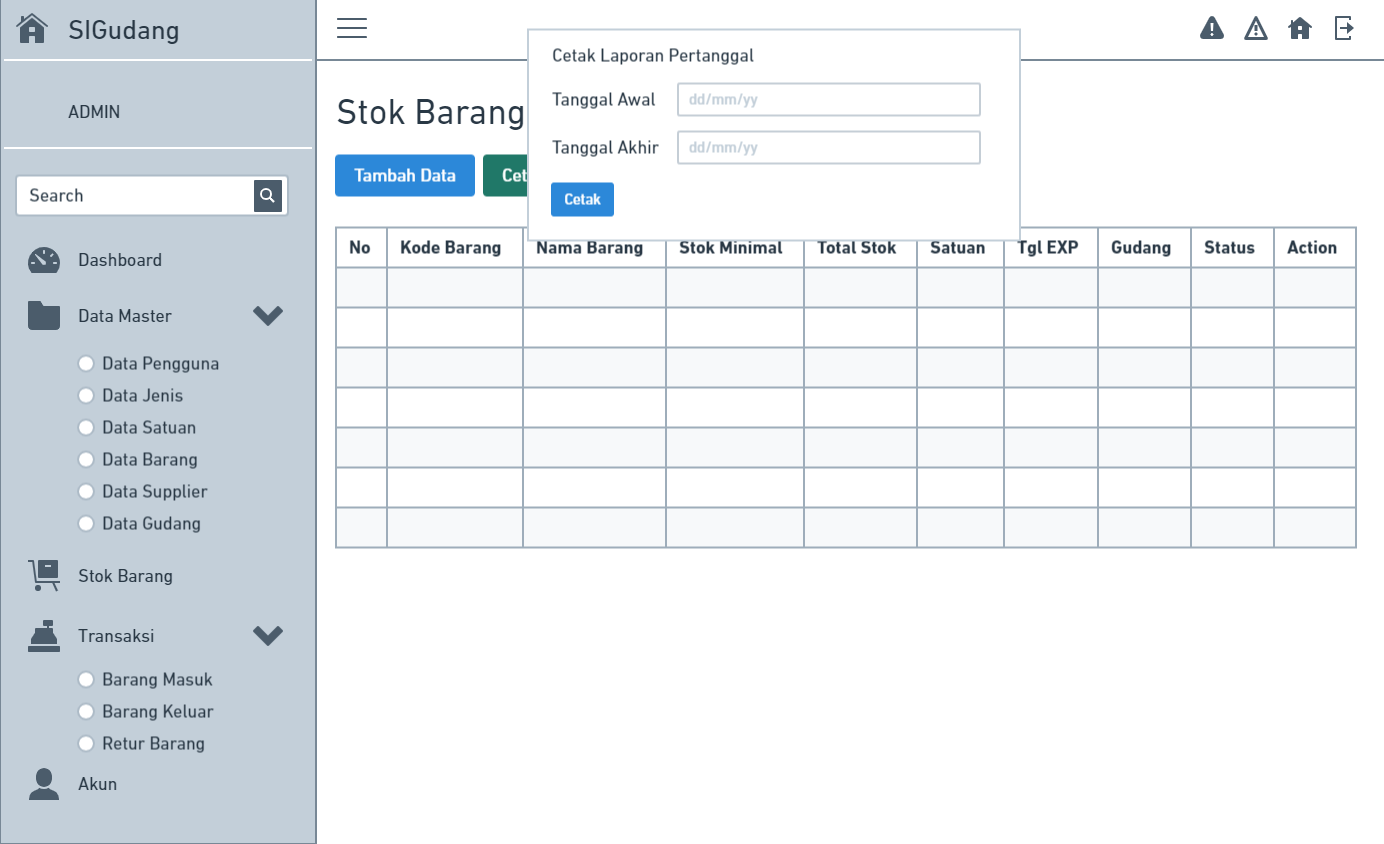 SIGudang
ADMIN
Search
Dashboard
Data Master
Data Pengguna
Data Jenis
Data Satuan
Data Barang
Data Supplier
Data Gudang
Stok Barang
Transaksi
Barang Masuk
Barang Keluar
Retur Barang
Akun
Cetak Laporan Pertanggal
Tanggal Awal dd/mm/yy
Tanggal Akhir dd/mm/yy
Cetak
Stok Barang
Tambah Data Cet
No Kode Barang Nama Barang Stok Minimal Total Stok Satuan Tgl EXP Gudang Status Action